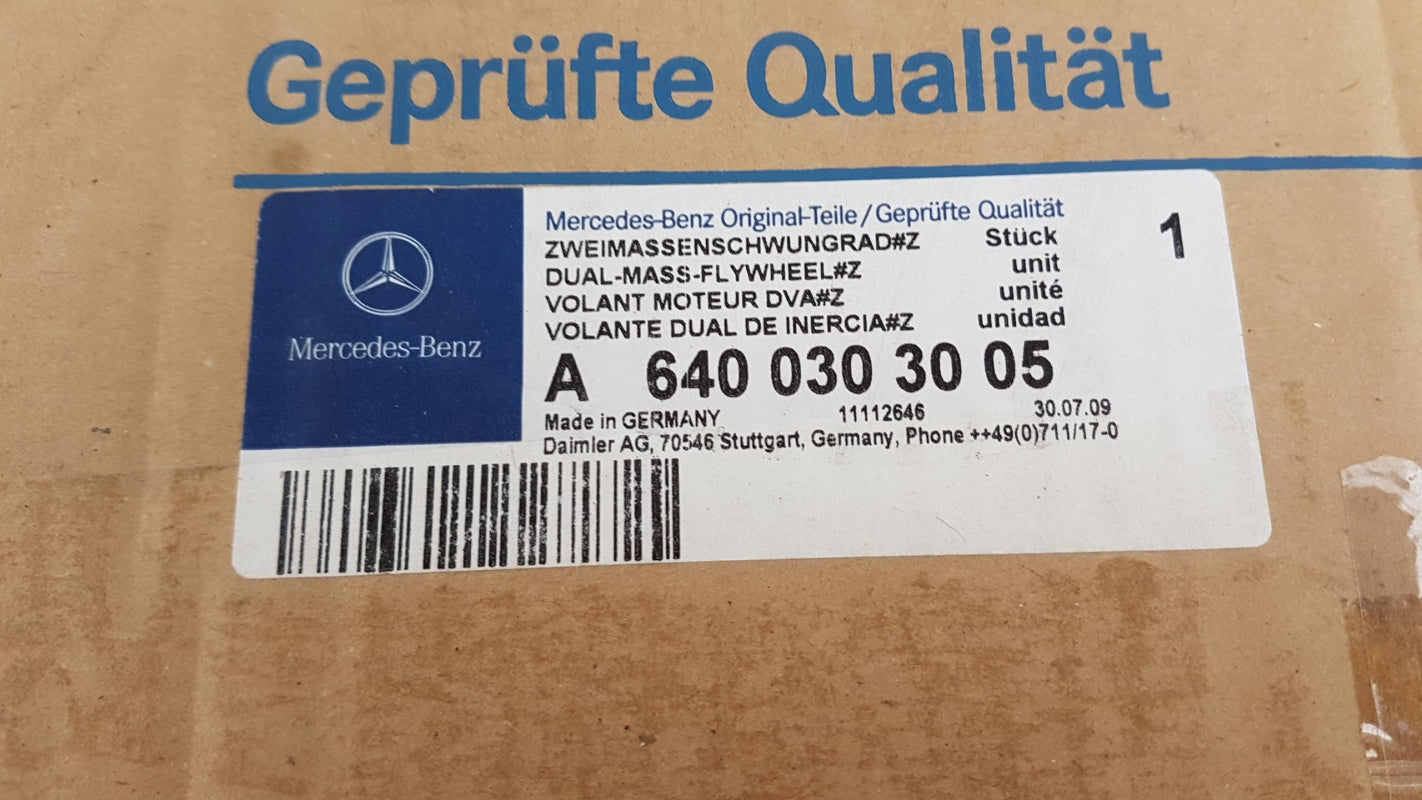 Geprüfte Qualität
Mercedes-Benz Original-Teile/Geprüfte Qualität
ZWEIMASSENSCHWUNGRAD#Z Stück 1
DUAL-MASS-FLYWHEEL#Z unit
VOLANT MOTEUR DVA#Z unité
VOLANTE DUAL DE INERCIA#Z unidad
Mercedes-Benz
A 640 030 30 05
Made in GERMANY 11112646 30.07.09
Daimler AG, 70546 Stuttgart, Germany, Phone ++49(0)711/17-0